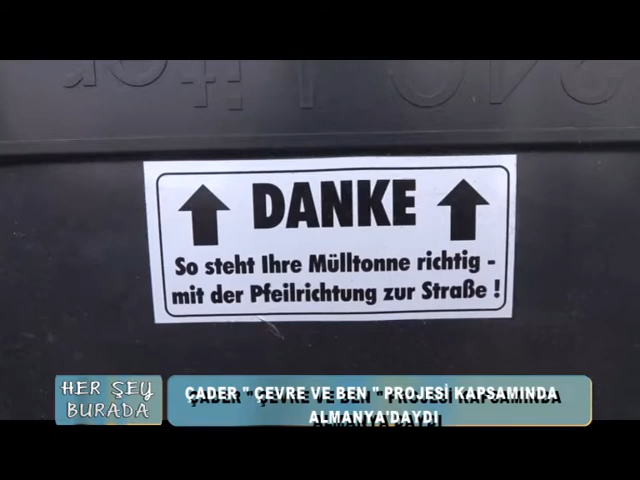 DANKE
So steht Ihre Mülltonne richtig -
mit der Pfeilrichtung zur Straße !
HER ŞEY
BURADA
ÇADER " ÇEVRE VE BEN " PROJESİ KAPSAMINDA
ALMANYA'DAYDI